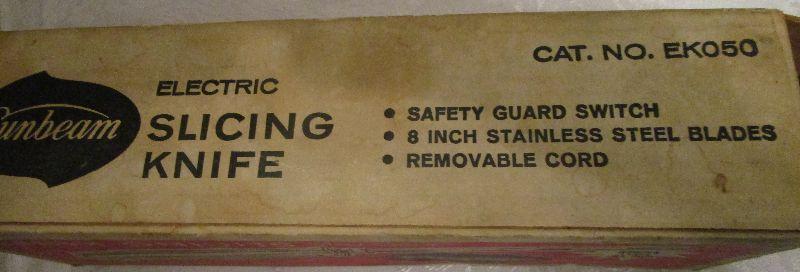 CAT. NO. EK050
Sunbeam
ELECTRIC
SLICING
KNIFE
• SAFETY GUARD SWITCH
• 8 INCH STAINLESS STEEL BLADES
• REMOVABLE CORD